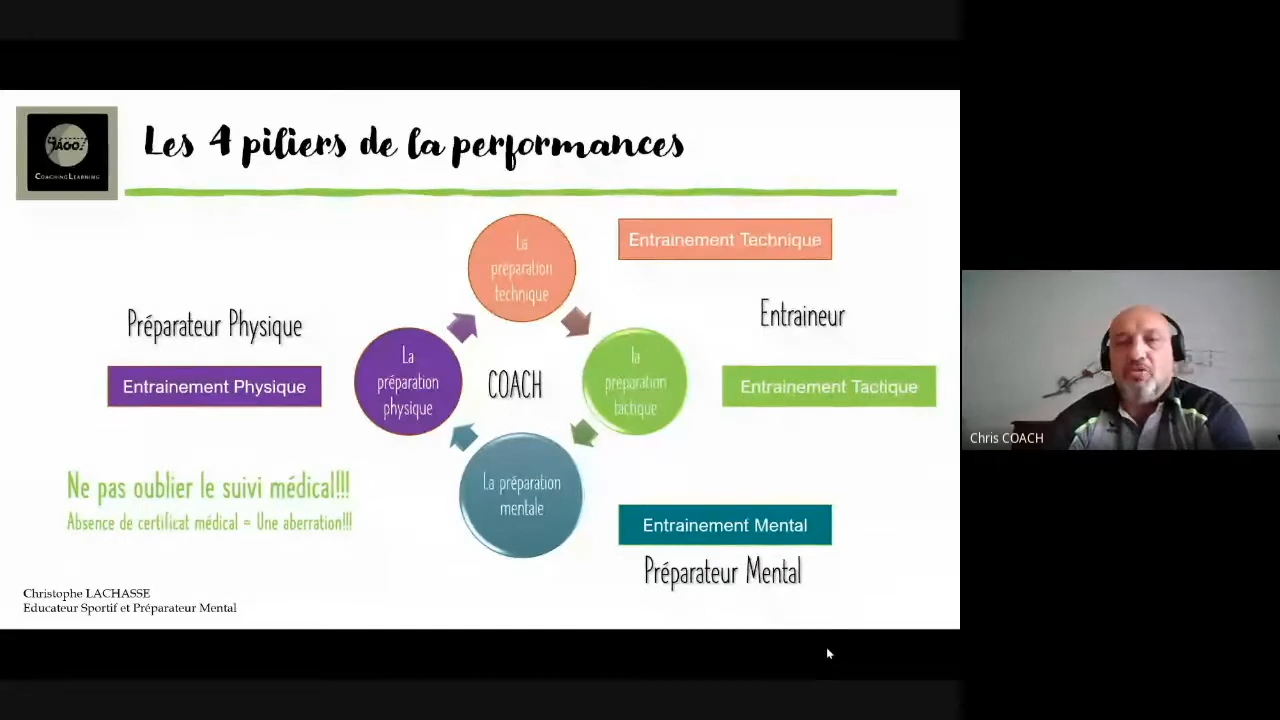 Les 4 piliers de la performances
COACHINGLEARNING
La
préparation
technique
Entrainement Technique
Préparateur Physique
Entraineur
Entrainement Physique
La
préparation
physique
COACH
la
préparation
tactique
Entrainement Tactique
Ne pas oublier le suivi médical!!!
Absence de certificat médical = Une aberration!!!
La préparation
mentale
Entrainement Mental
Préparateur Mental
Christophe LACHASSE
Educateur Sportif et Préparateur Mental
Chris COACH